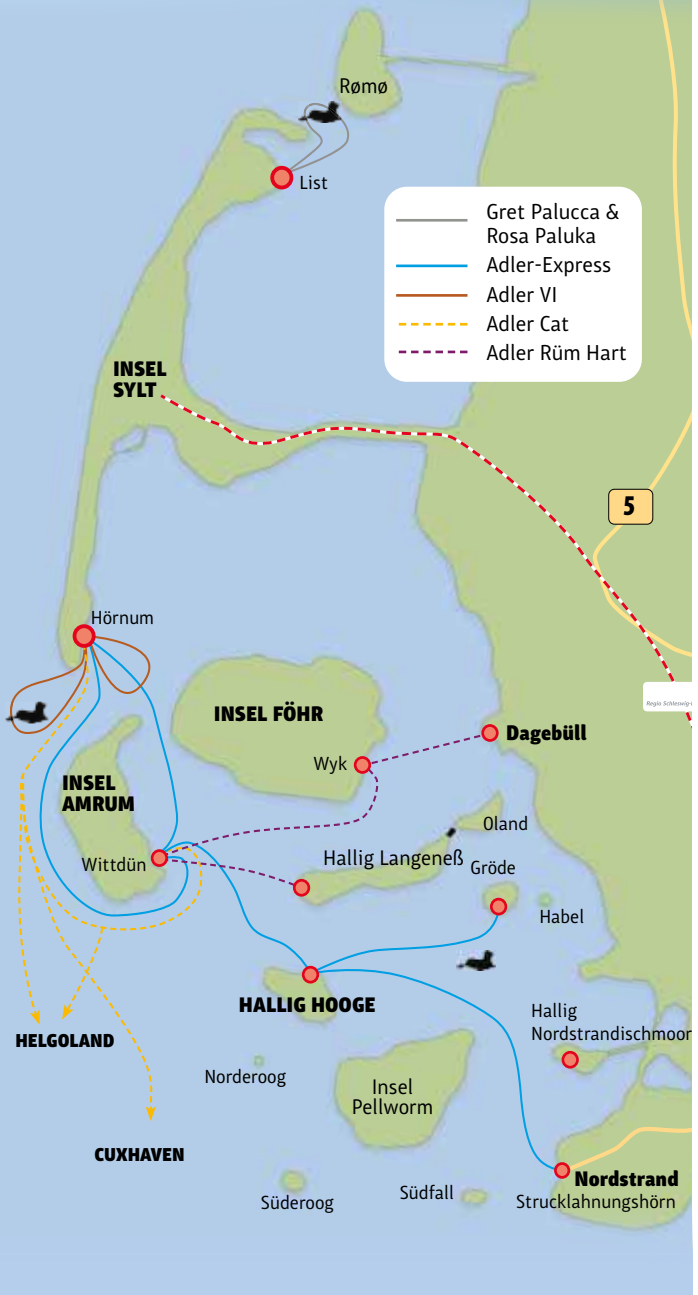 Rømø
List
Gret Palucca &
Rosa Paluka
Adler-Express
Adler VI
Adler Cat
Adler Rüm Hart
INSEL
SYLT
5
Hörnum
Regio Schleswig-
INSEL FÖHR
Dagebüll
Wyk
INSEL
AMRUM
Oland
Wittdün
Hallig Langeneß
Gröde
Habel
HALLIG HOOGE
Hallig
Nordstrandischmoor
HELGOLAND
Norderoog
Insel
Pellworm
CUXHAVEN
Nordstrand
Strucklahnungshörn
Süderoog
Südfall